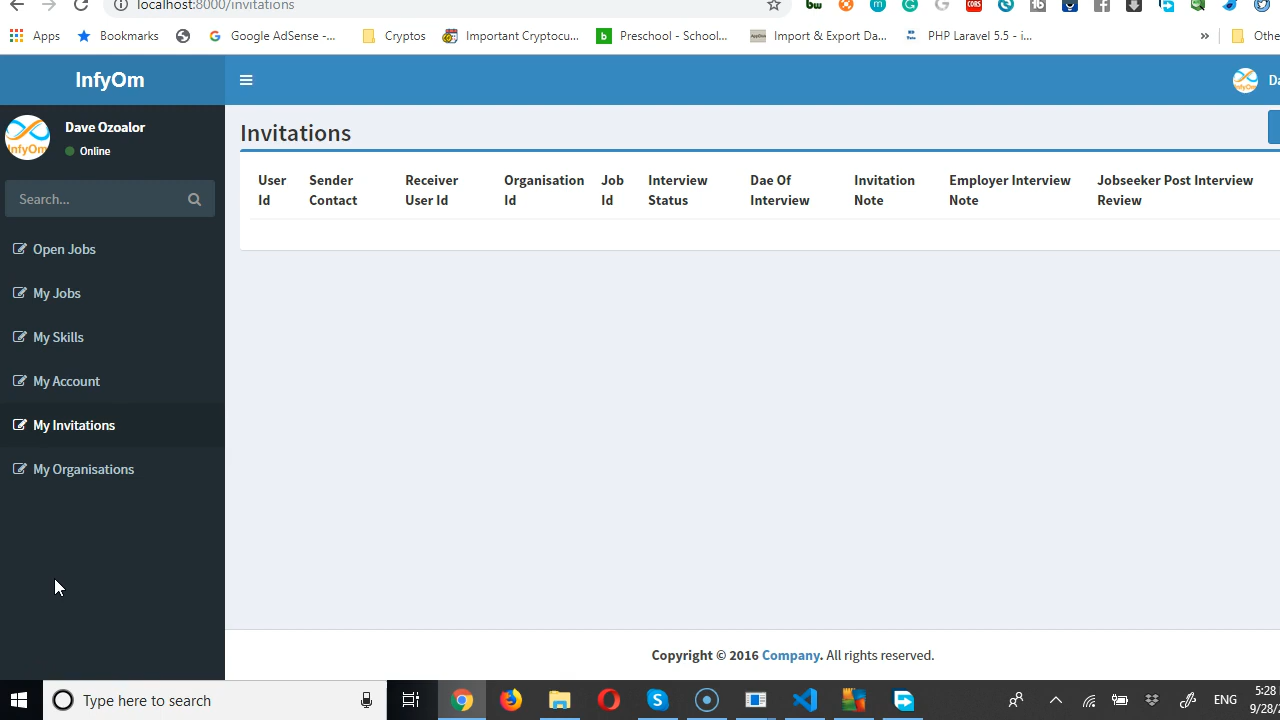 localhost:8000/invitations
Apps Bookmarks Google AdSense -... Cryptos Important Cryptocu... Preschool - School... Import & Export Da... PHP Laravel 5.5 - i... » Othe
InfyOm
Dave Ozoalor
Online
Search...
Open Jobs
My Jobs
My Skills
My Account
My Invitations
My Organisations
Invitations
User Id Sender Contact Receiver User Id Organisation Id Job Id Interview Status Dae Of Interview Invitation Note Employer Interview Note Jobseeker Post Interview Review
Copyright © 2016 Company. All rights reserved.
Type here to search
ENG
5:28
9/28/